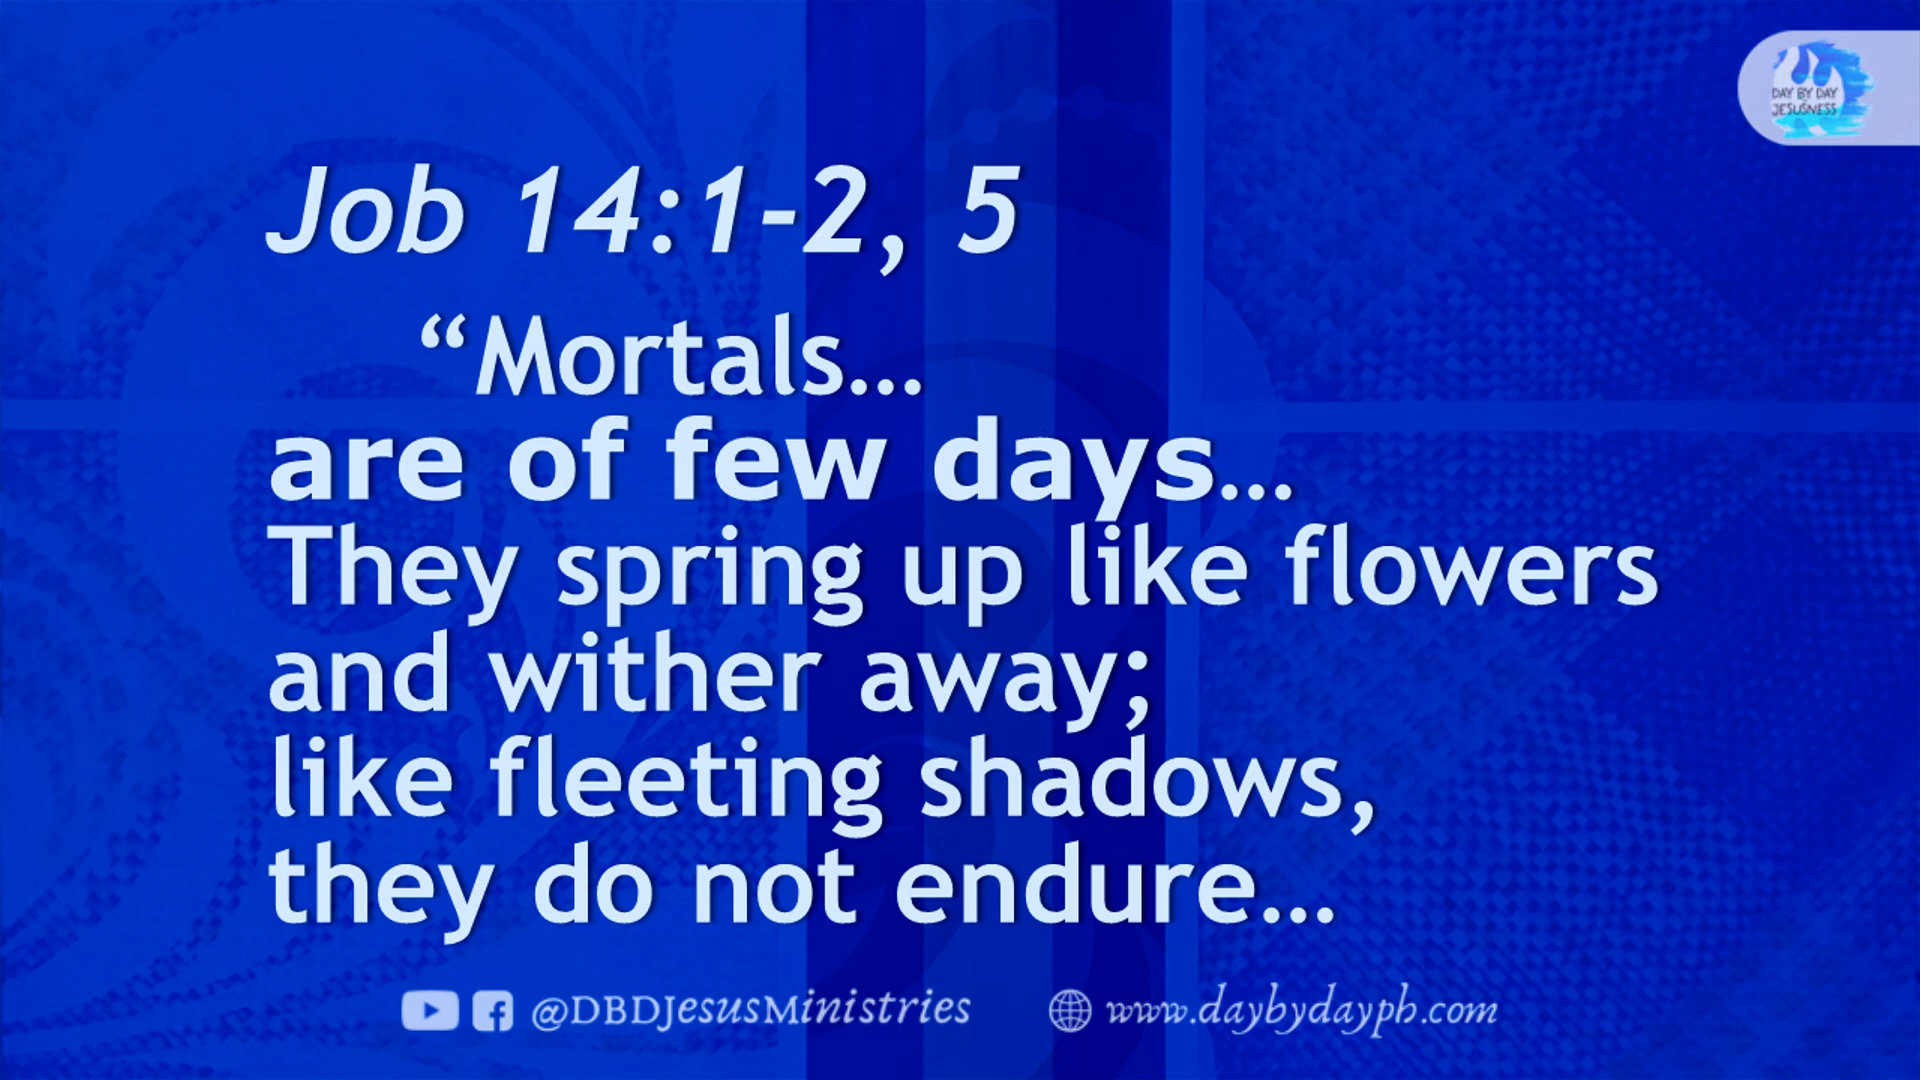 DAY BY DAY
JESUSNESS
Job 14:1-2, 5
“Mortals...
are of few days...
They spring up like flowers
and wither away;
like fleeting shadows,
they do not endure...
@DBDJesusMinistries www.daybydayph.com